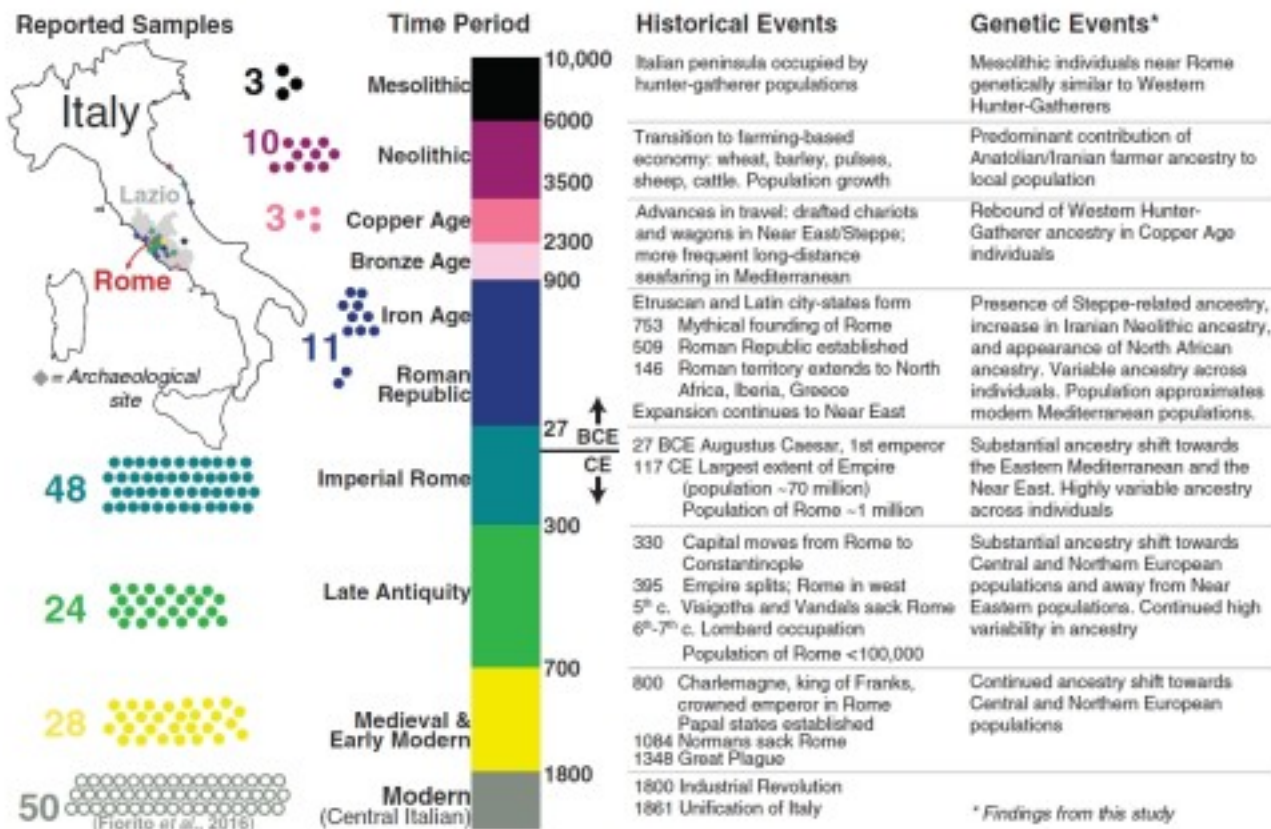 Reported Samples
Time Period
Historical Events
Genetic Events*
Italy
Lazio
Rome
= Archaeological
site
3
Mesolithic
10,000
Italian peninsula occupied by
hunter-gatherer populations
Mesolithic individuals near Rome
genetically similar to Western
Hunter-Gatherers
6000
10
Neolithic
Transition to farming-based
economy: wheat, barley, pulses,
sheep, cattle. Population growth
Predominant contribution of
Anatolian/Iranian farmer ancestry to
local population
3500
3
Copper Age
2300
Bronze Age
Advances in travel: drafted chariots
and wagons in Near East/Steppe;
more frequent long-distance
seafaring in Mediterranean
Rebound of Western Hunter-
Gatherer ancestry in Copper Age
individuals
900
11
Iron Age
Roman
Republic
Etruscan and Latin city-states form
753 Mythical founding of Rome
509 Roman Republic established
146 Roman territory extends to North
Africa, Iberia, Greece
Expansion continues to Near East
Presence of Steppe-related ancestry,
increase in Iranian Neolithic ancestry,
and appearance of North African
ancestry. Variable ancestry across
individuals. Population approximates
modern Mediterranean populations.
27
BCE
CE
48
Imperial Rome
27 BCE Augustus Caesar, 1st emperor
117 CE Largest extent of Empire
(population ~70 million)
Population of Rome ~1 million
Substantial ancestry shift towards
the Eastern Mediterranean and the
Near East. Highly variable ancestry
across individuals
300
24
Late Antiquity
330 Capital moves from Rome to
Constantinople
395 Empire splits; Rome in west
5th c. Visigoths and Vandals sack Rome
6th-7th c. Lombard occupation
Population of Rome <100,000
Substantial ancestry shift towards
Central and Northern European
populations and away from Near
Eastern populations. Continued high
variability in ancestry
700
28
Medieval &
Early Modern
800 Charlemagne, king of Franks,
crowned emperor in Rome
Papal states established
1084 Normans sack Rome
1348 Great Plague
Continued ancestry shift towards
Central and Northern European
populations
1800
50
(Fiorito et al., 2016)
Modern
(Central Italian)
1800 Industrial Revolution
1861 Unification of Italy
* Findings from this study